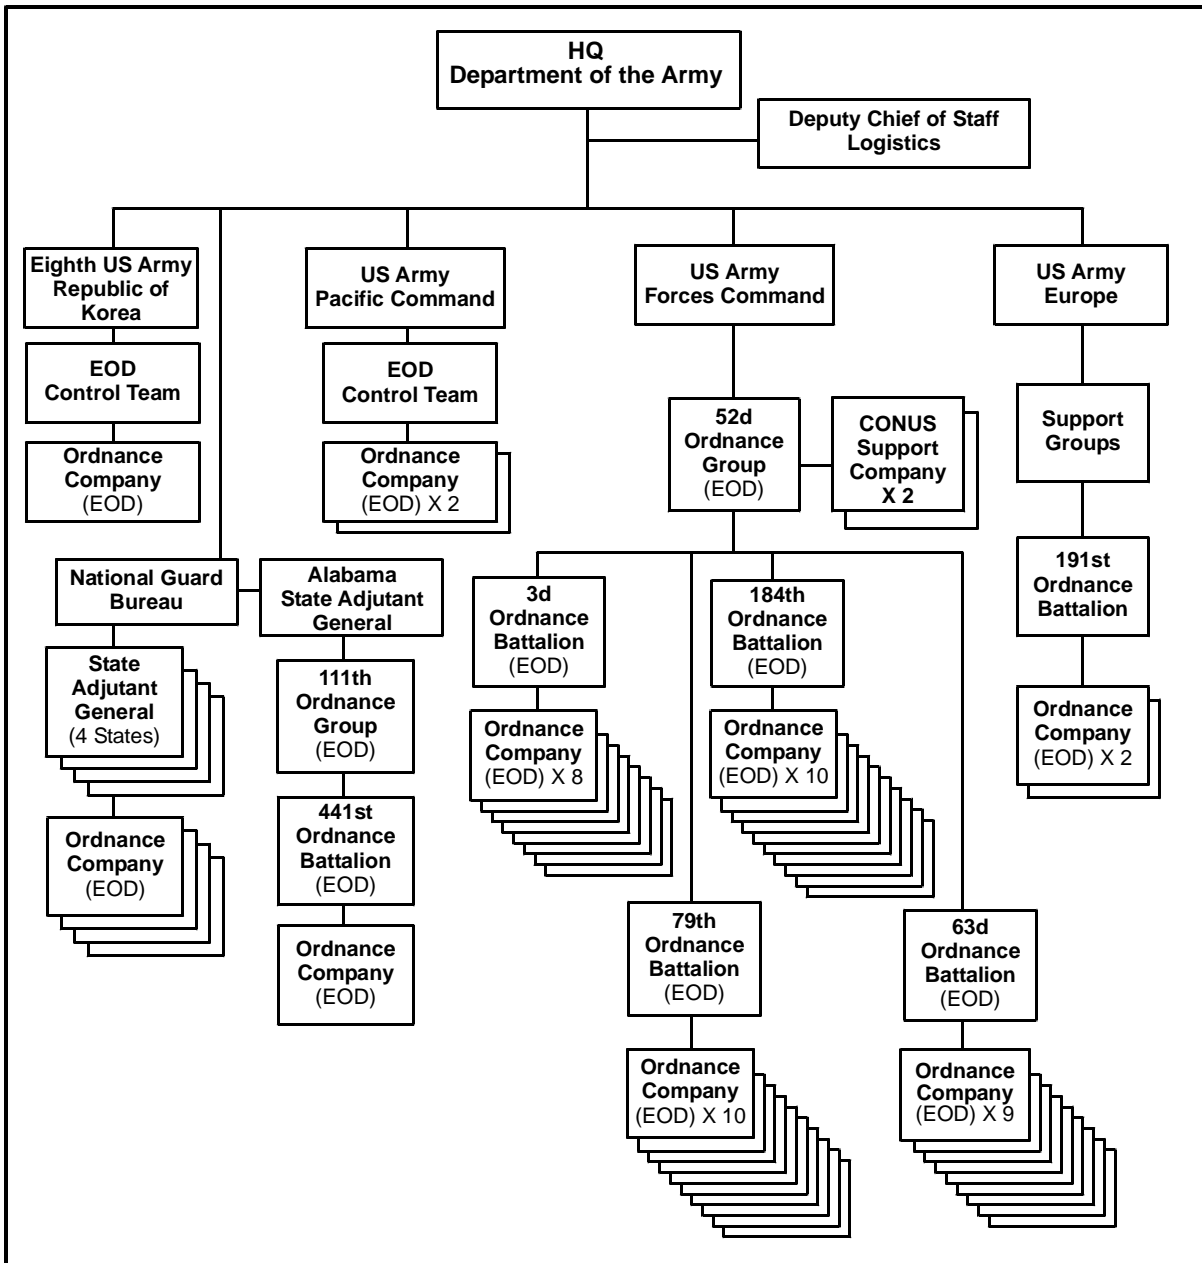 HQ
Department of the Army
Deputy Chief of Staff
Logistics
Eighth US Army
Republic of
Korea
US Army
Pacific Command
US Army
Forces Command
US Army
Europe
EOD
Control Team
EOD
Control Team
52d
Ordnance
Group
(EOD)
CONUS
Support
Company
X 2
Support
Groups
Ordnance
Company
(EOD)
Ordnance
Company
(EOD) X 2
National Guard
Bureau
Alabama
State Adjutant
General
3d
Ordnance
Battalion
(EOD)
184th
Ordnance
Battalion
(EOD)
191st
Ordnance
Battalion
State
Adjutant
General
(4 States)
111th
Ordnance
Group
(EOD)
Ordnance
Company
(EOD) X 8
Ordnance
Company
(EOD) X 10
Ordnance
Company
(EOD) X 2
Ordnance
Company
(EOD)
441st
Ordnance
Battalion
(EOD)
79th
Ordnance
Battalion
(EOD)
63d
Ordnance
Battalion
(EOD)
Ordnance
Company
(EOD)
Ordnance
Company
(EOD) X 10
Ordnance
Company
(EOD) X 9